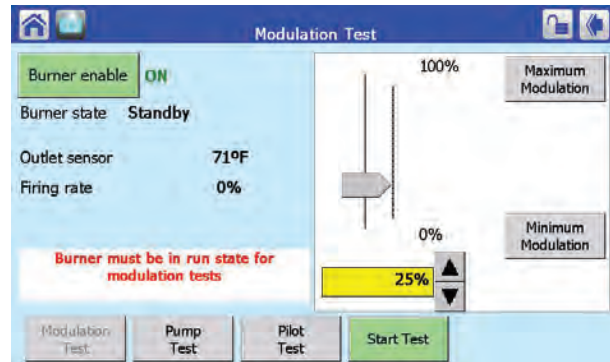 Modulation Test
Burner enable ON
Burner state Standby
Outlet sensor 71ºF
Firing rate 0%
Burner must be in run state for
modulation tests
100%
0%
25%
Maximum
Modulation
Minimum
Modulation
Modulation
Test
Pump
Test
Pilot
Test
Start Test